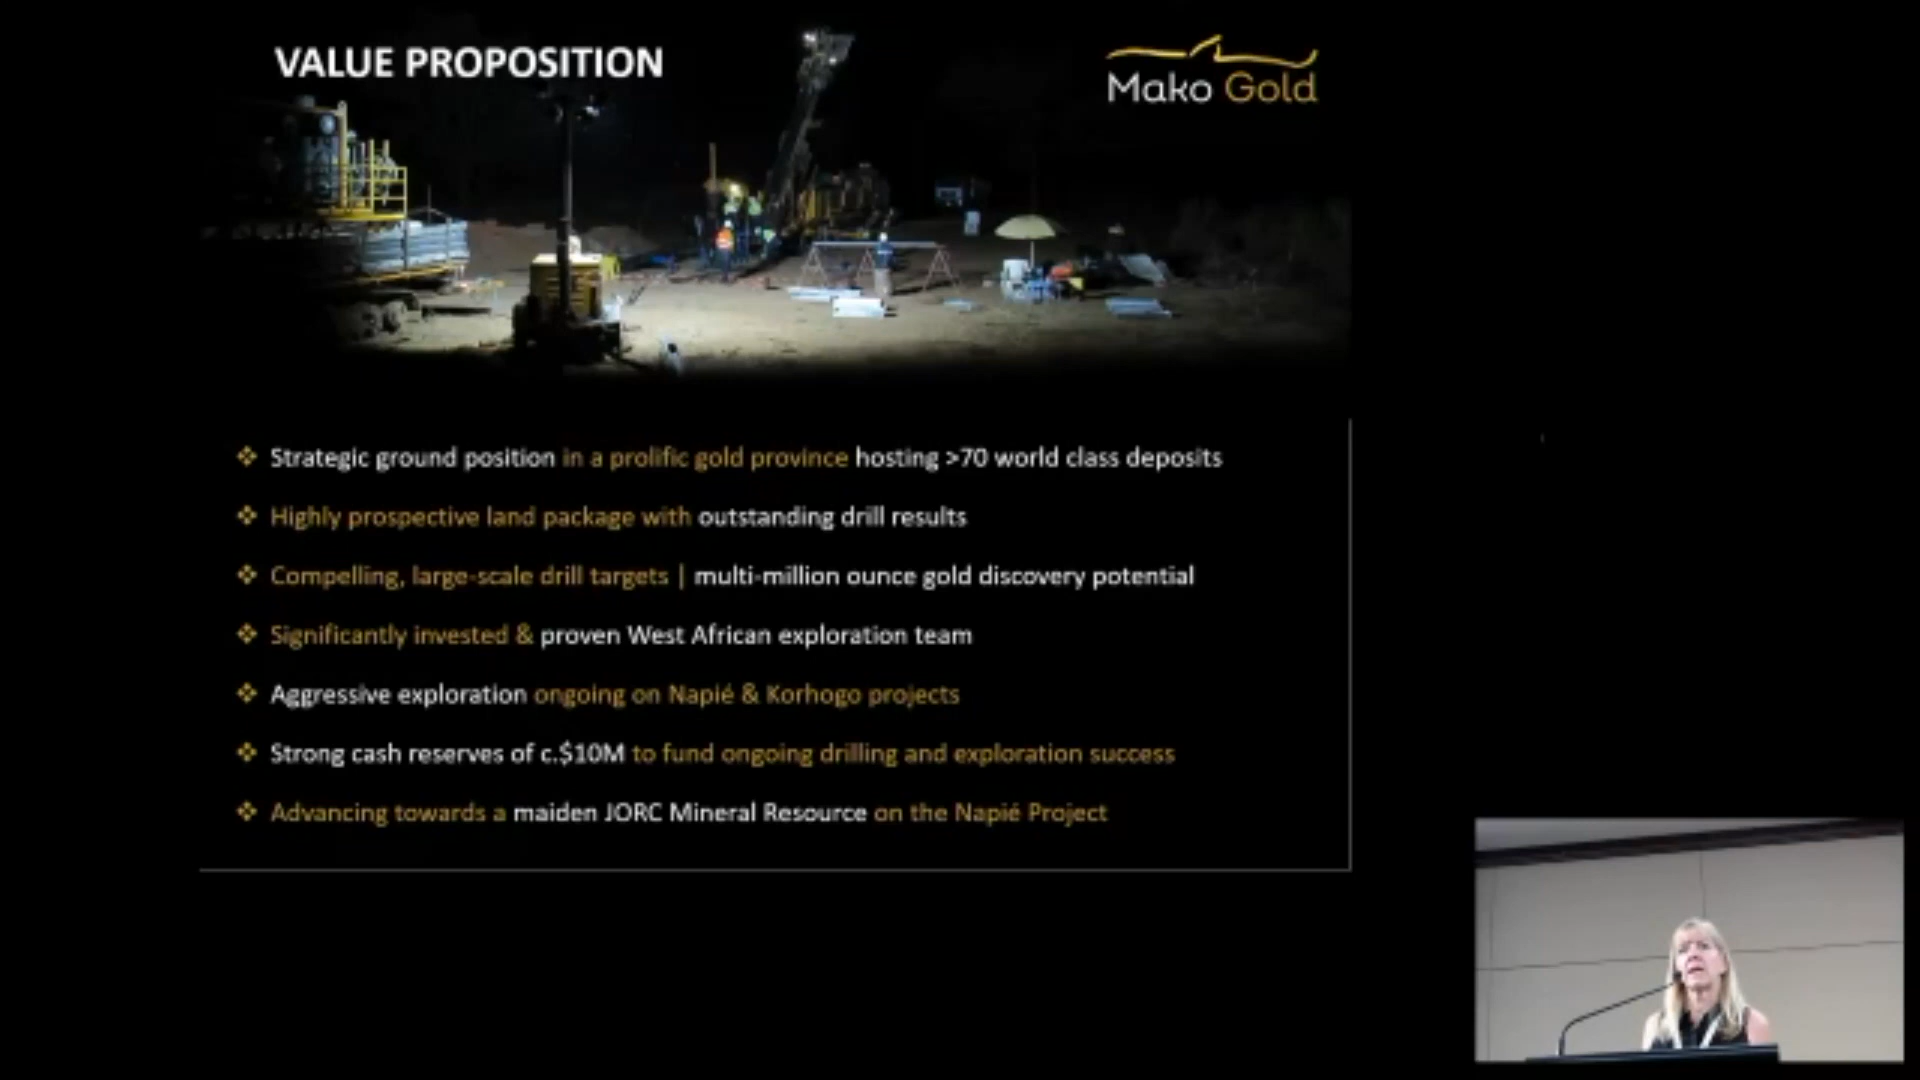 VALUE PROPOSITION
Mako Gold
Strategic ground position in a prolific gold province hosting >70 world class deposits
Highly prospective land package with outstanding drill results
Compelling, large-scale drill targets | multi-million ounce gold discovery potential
Significantly invested & proven West African exploration team
Aggressive exploration ongoing on Napié & Korhogo projects
Strong cash reserves of c.$10M to fund ongoing drilling and exploration success
Advancing towards a maiden JORC Mineral Resource on the Napié Project